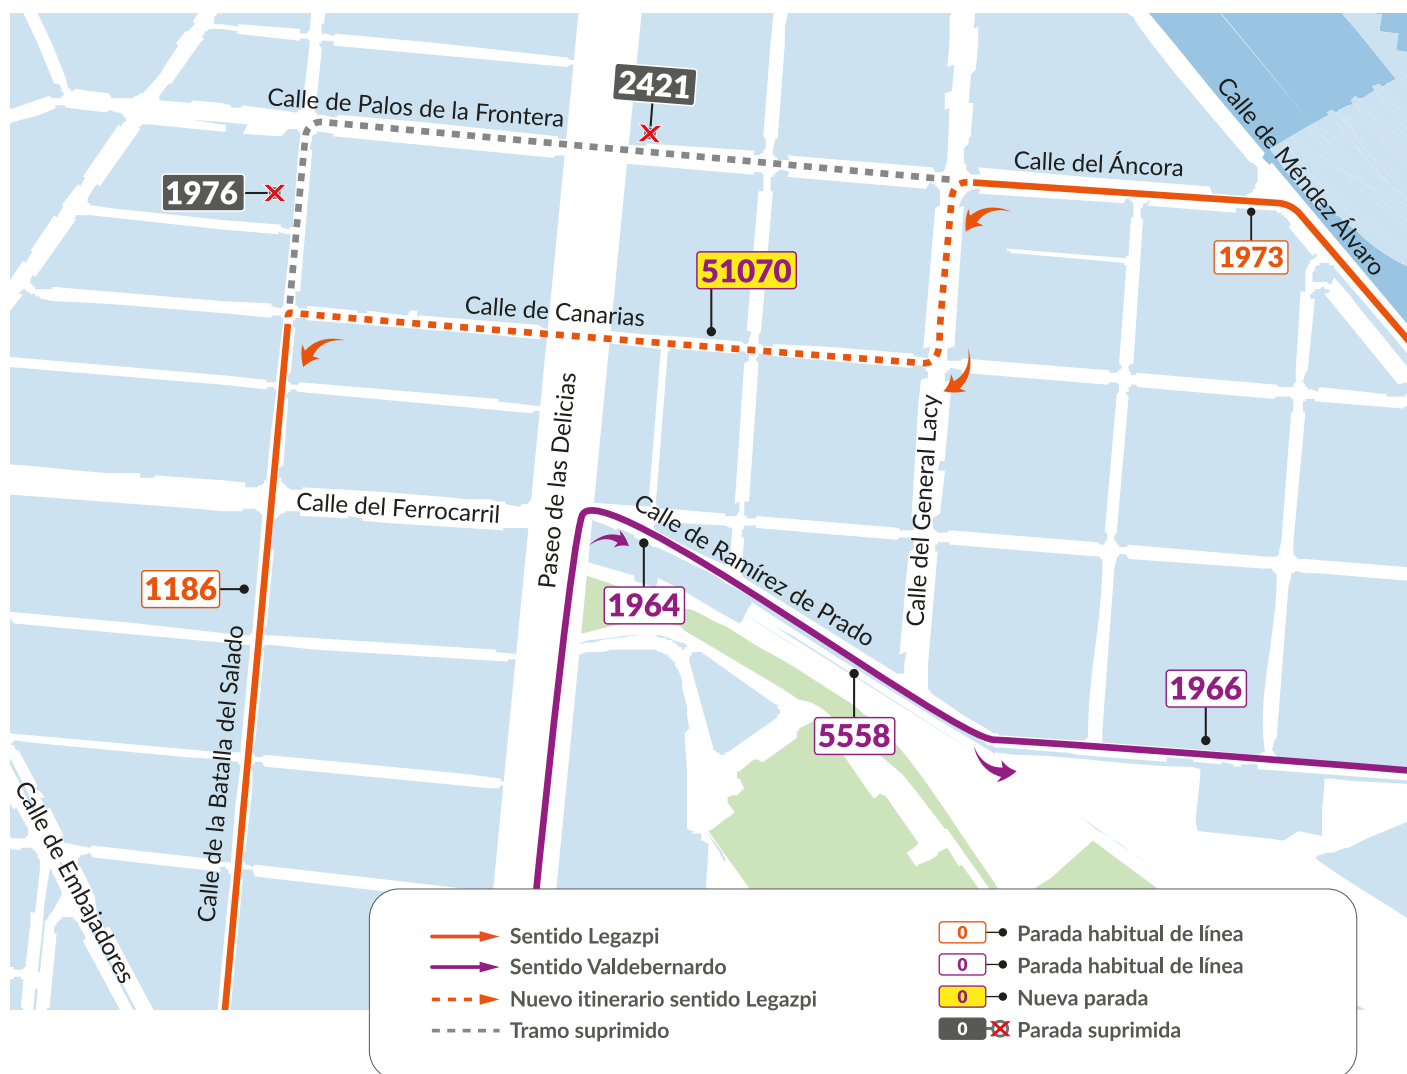 2421
Calle de Palos de la Frontera
Calle de Méndez Álvaro
Calle del Áncora
1976
1973
51070
Calle de Canarias
Paseo de las Delicias
Calle del General Lacy
Calle del Ferrocarril
Calle de Ramírez de Prado
1186
1964
Calle de la Batalla del Salado
1966
5558
Calle de Embajadores
Sentido Legazpi
Sentido Valdebernardo
Nuevo itinerario sentido Legazpi
Tramo suprimido
0 Parada habitual de línea
0 Parada habitual de línea
0 Nueva parada
0 Parada suprimida